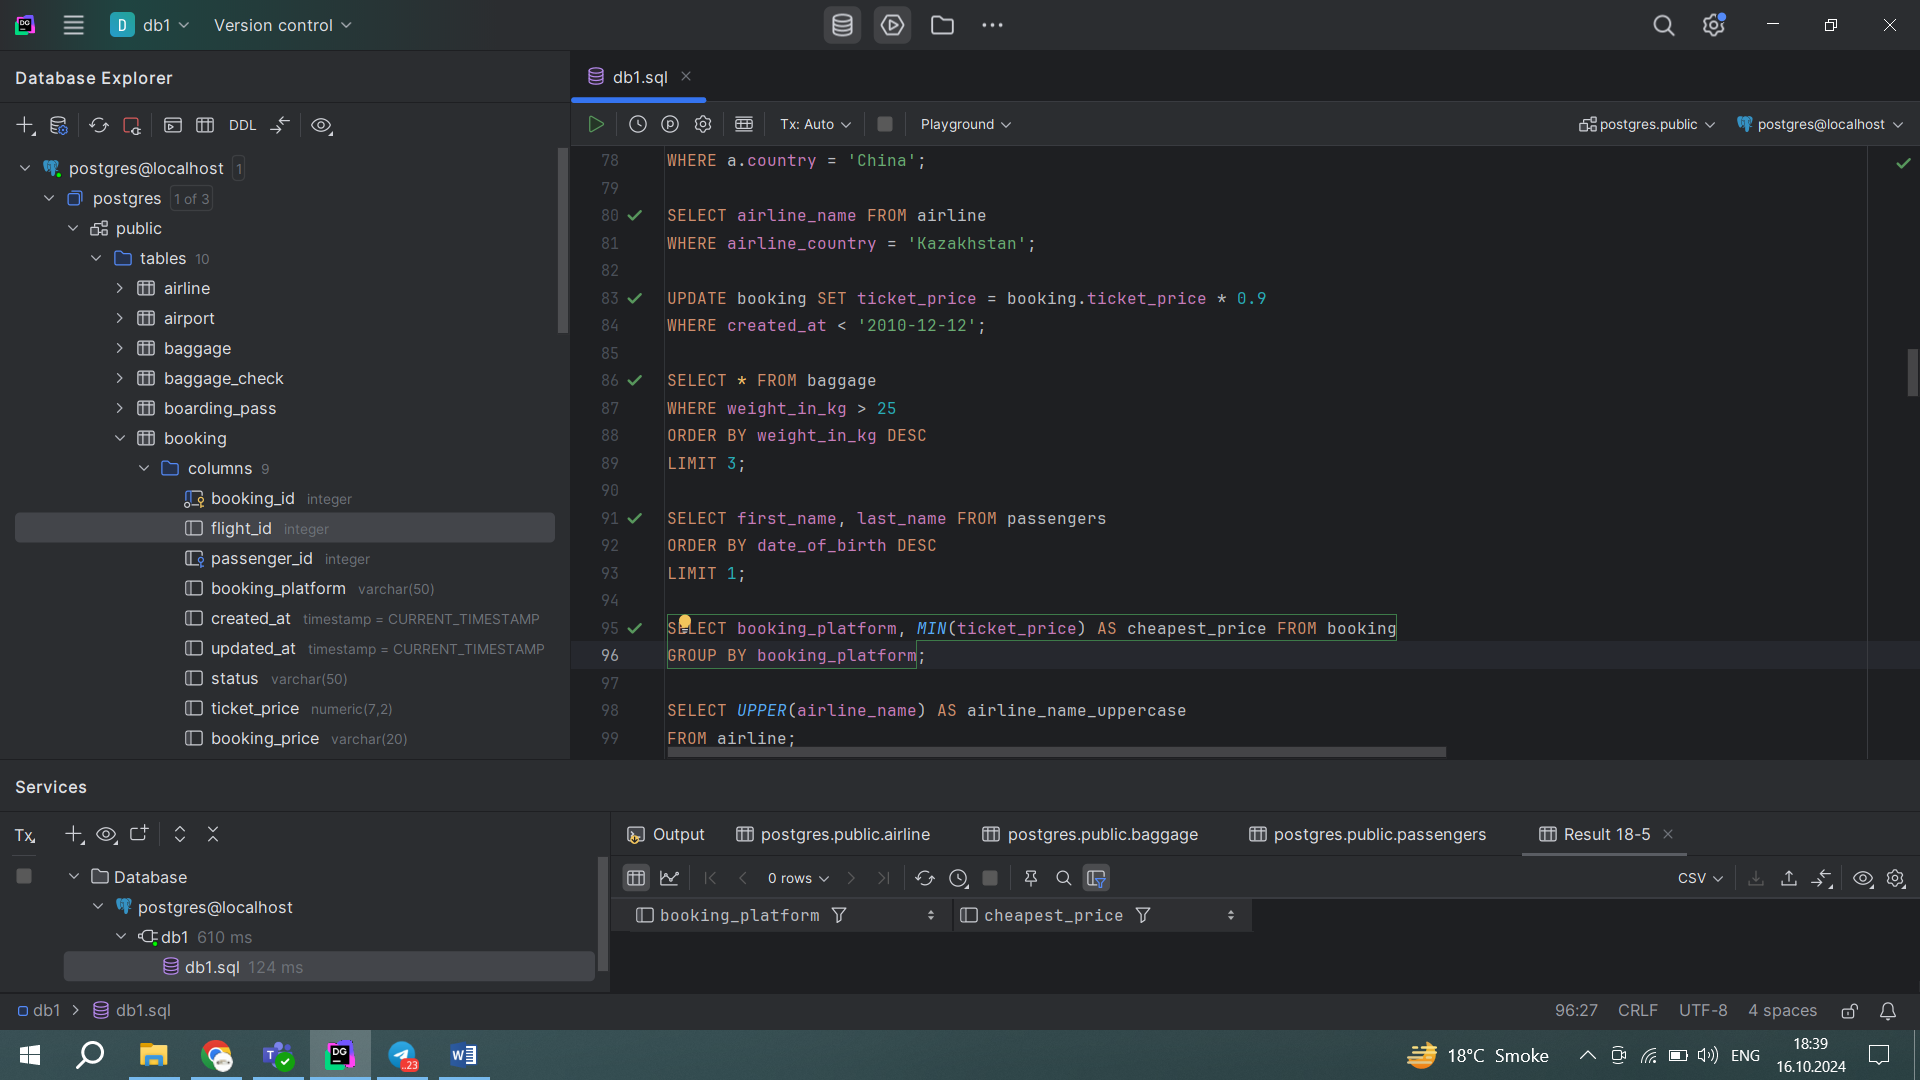 DG
D db1 Version control
Database Explorer
DDL
postgres@localhost 1
postgres 1 of 3
public
tables 10
airline
airport
baggage
baggage_check
boarding_pass
booking
columns 9
booking_id integer
flight_id integer
passenger_id integer
booking_platform varchar(50)
created_at timestamp = CURRENT_TIMESTAMP
updated_at timestamp = CURRENT_TIMESTAMP
status varchar(50)
ticket_price numeric(7,2)
booking_price varchar(20)
db1.sql
Tx: Auto Playground postgres.public postgres@localhost
78 WHERE a.country = 'China';
79
80 SELECT airline_name FROM airline
81 WHERE airline_country = 'Kazakhstan';
82
83 UPDATE booking SET ticket_price = booking.ticket_price * 0.9
84 WHERE created_at < '2010-12-12';
85
86 SELECT * FROM baggage
87 WHERE weight_in_kg > 25
88 ORDER BY weight_in_kg DESC
89 LIMIT 3;
90
91 SELECT first_name, last_name FROM passengers
92 ORDER BY date_of_birth DESC
93 LIMIT 1;
94
95 SELECT booking_platform, MIN(ticket_price) AS cheapest_price FROM booking
96 GROUP BY booking_platform;
97
98 SELECT UPPER(airline_name) AS airline_name_uppercase
99 FROM airline;
Services
Tx
Database
postgres@localhost
db1 610 ms
db1.sql 124 ms
Output postgres.public.airline postgres.public.baggage postgres.public.passengers Result 18-5
0 rows CSV
booking_platform cheapest_price
db1 > db1.sql 96:27 CRLF UTF-8 4 spaces
T DG ..23 W 18°C Smoke ENG
18:39
16.10.2024